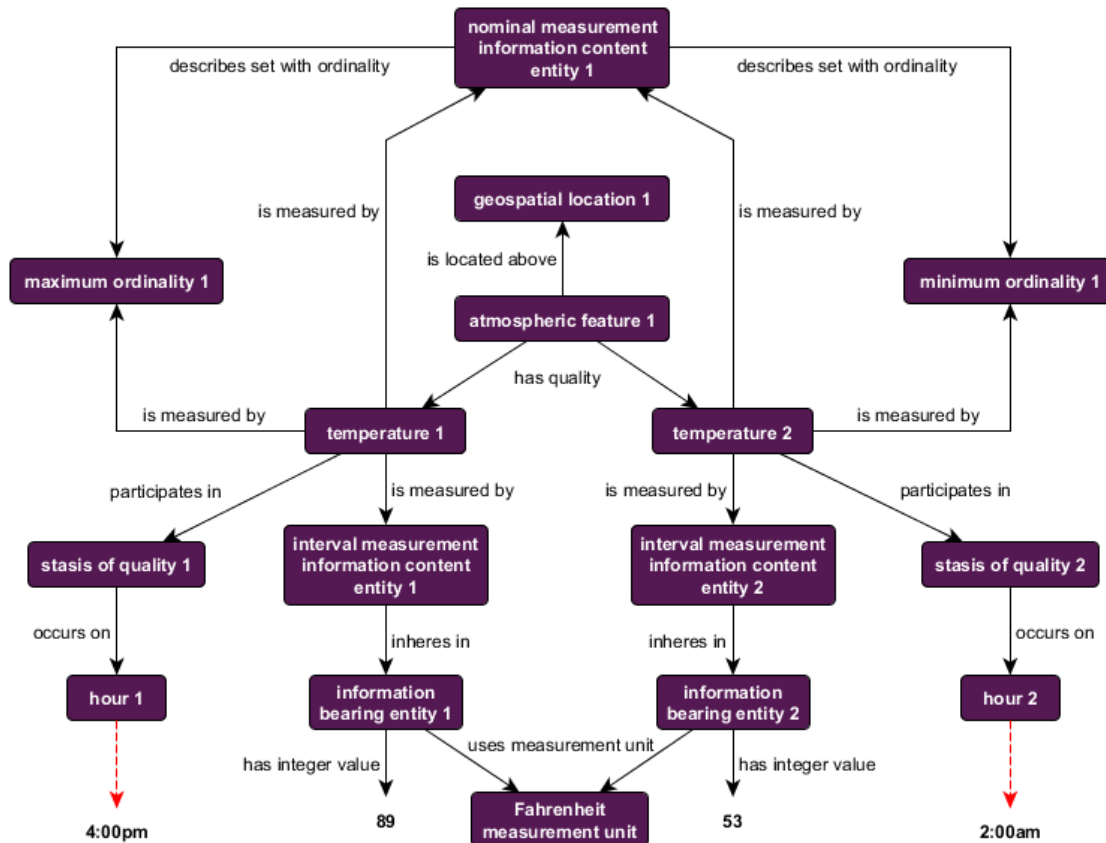 nominal measurement
information content
entity 1
describes set with ordinality
describes set with ordinality
geospatial location 1
is measured by
is measured by
is located above
maximum ordinality 1
minimum ordinality 1
atmospheric feature 1
has quality
is measured by
is measured by
temperature 1
temperature 2
participates in
is measured by
is measured by
participates in
stasis of quality 1
interval measurement
information content
entity 1
interval measurement
information content
entity 2
stasis of quality 2
occurs on
inheres in
inheres in
occurs on
hour 1
information
bearing entity 1
information
bearing entity 2
hour 2
uses measurement unit
has integer value
has integer value
4:00pm
89
Fahrenheit
measurement unit
53
2:00am